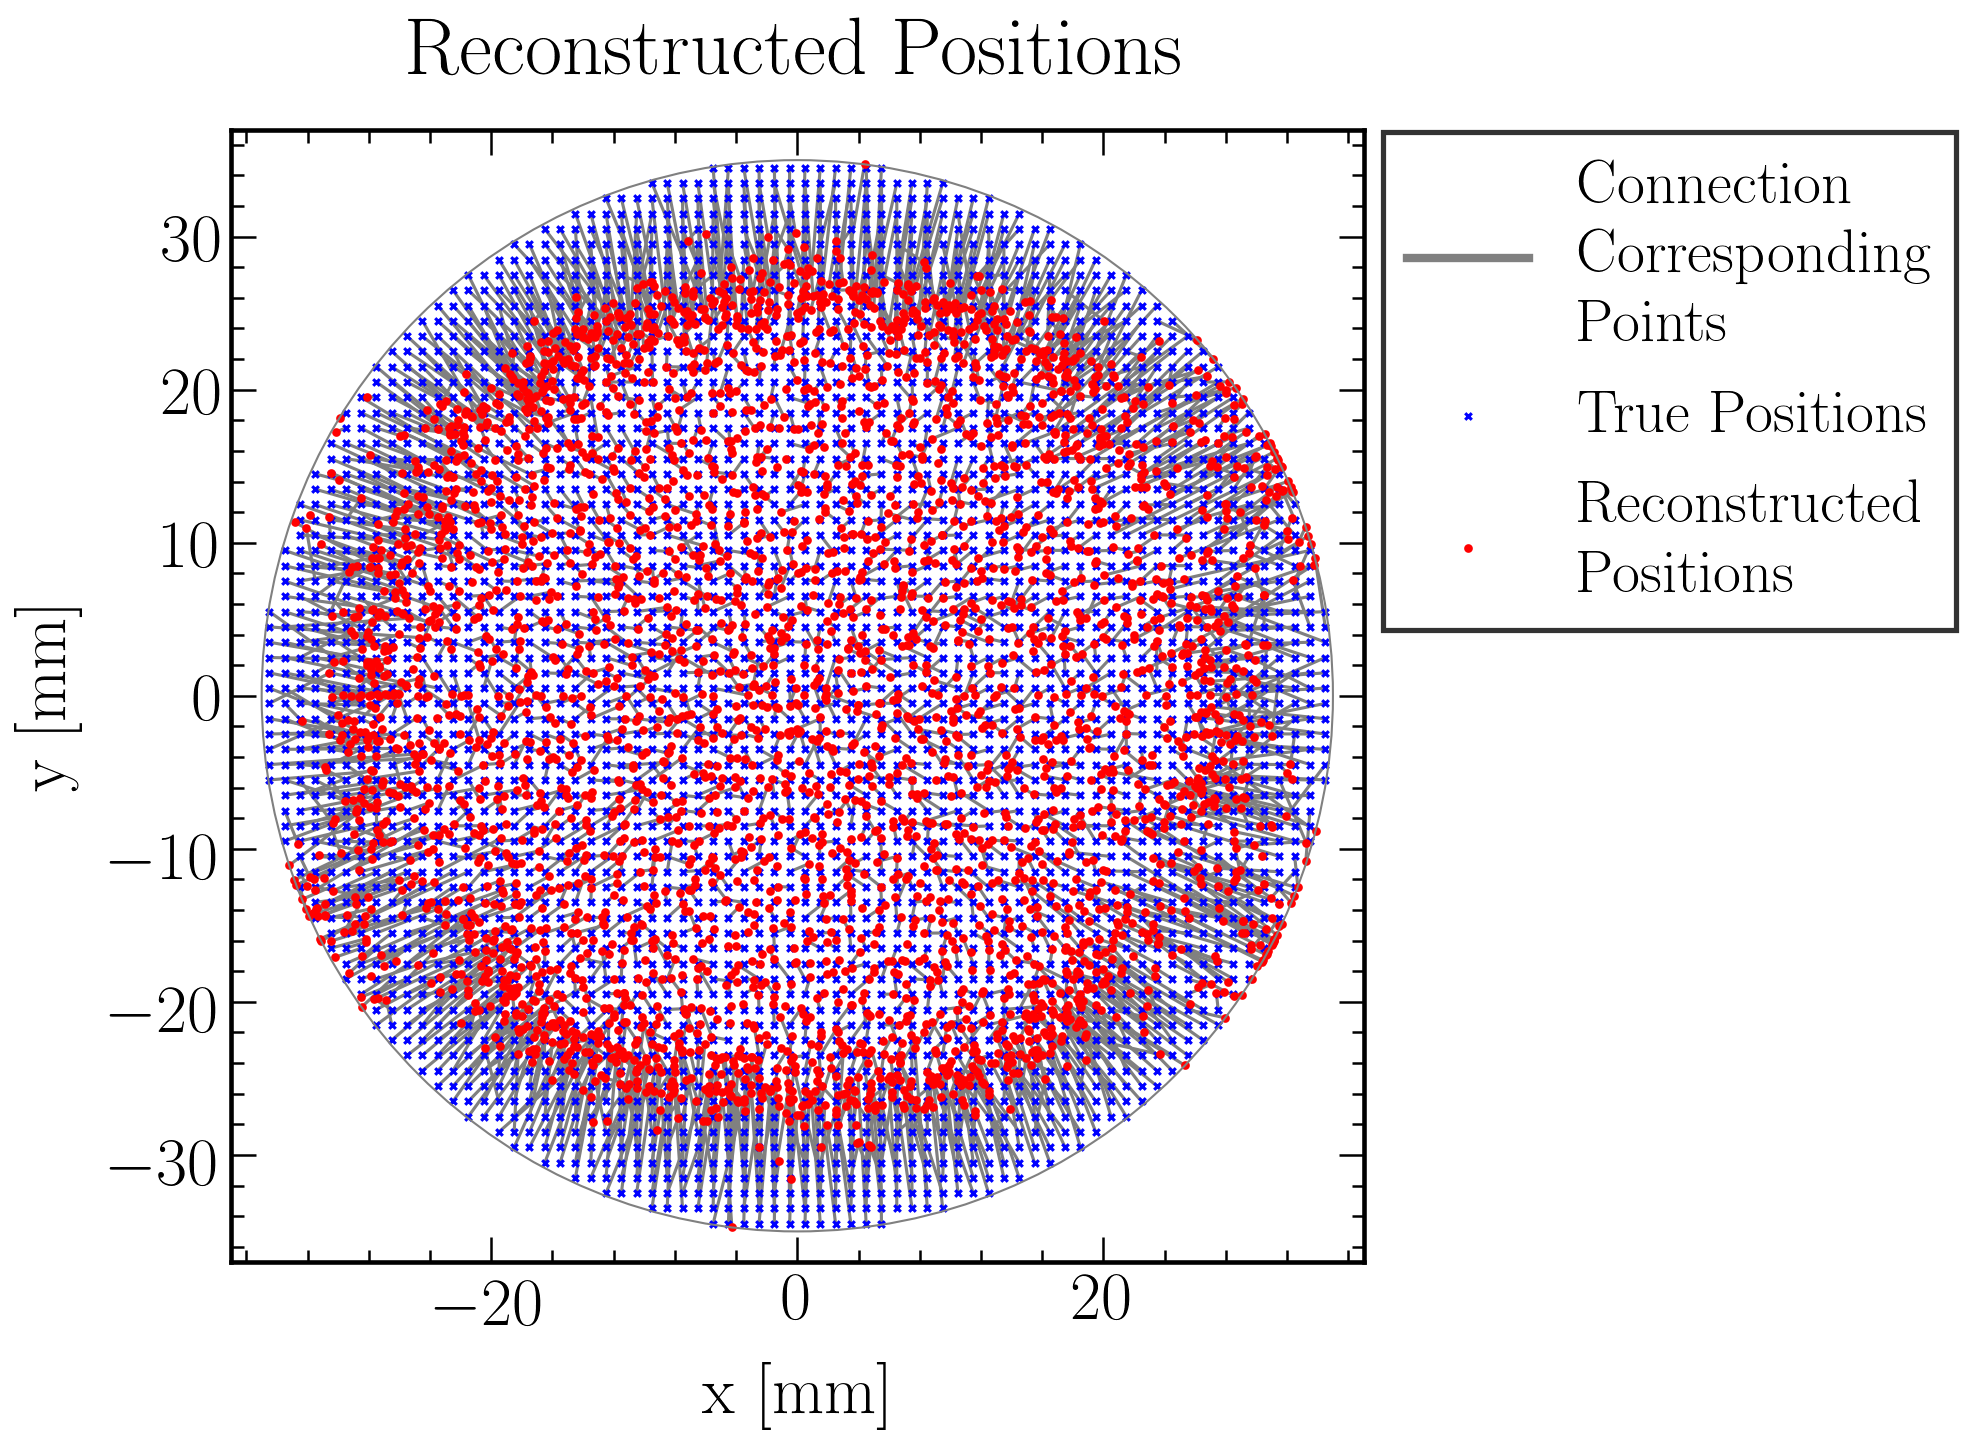 Reconstructed Positions
Connection
Corresponding
Points
True Positions
Reconstructed
Positions
y [mm]
30
20
10
0
−10
−20
−30
−20 0 20
x [mm]